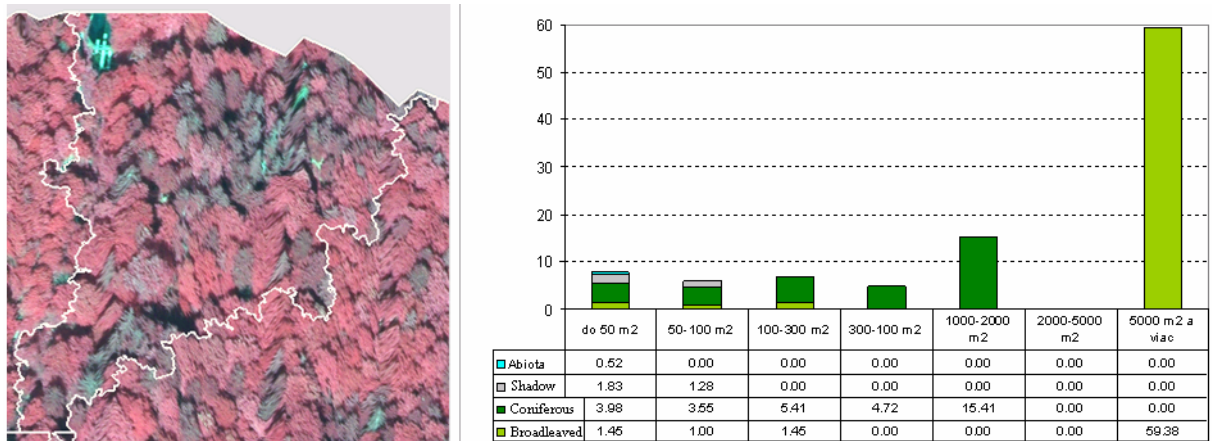 60
50
40
30
20
10
0
do 50 m2 50-100 m2 100-300 m2 300-100 m2 1000-2000 m2 2000-5000 m2 5000 m2 a viac
Abiota 0.52 0.00 0.00 0.00 0.00 0.00 0.00
Shadow 1.83 1.28 0.00 0.00 0.00 0.00 0.00
Coniferous 3.98 3.55 5.41 4.72 15.41 0.00 0.00
Broadleaved 1.45 1.00 1.45 0.00 0.00 0.00 59.38